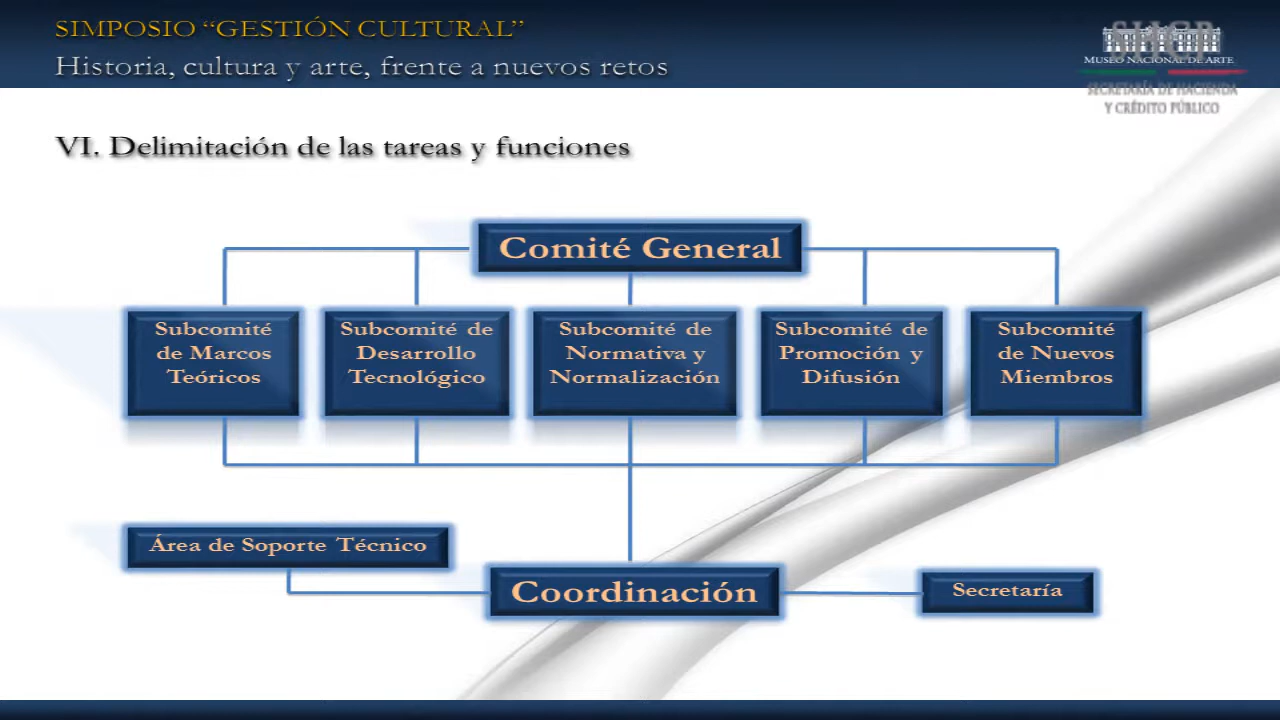 SIMPOSIO “GESTIÓN CULTURAL”
Historia, cultura y arte, frente a nuevos retos
SHCP
MUSEO NACIONAL DE ARTE
SECRETARÍA DE HACIENDA
Y CRÉDITO PÚBLICO
VI. Delimitación de las tareas y funciones
Comité General
Subcomité
de Marcos
Teóricos
Subcomité de
Desarrollo
Tecnológico
Subcomité de
Normativa y
Normalización
Subcomité de
Promoción y
Difusión
Subcomité
de Nuevos
Miembros
Área de Soporte Técnico
Coordinación
Secretaría